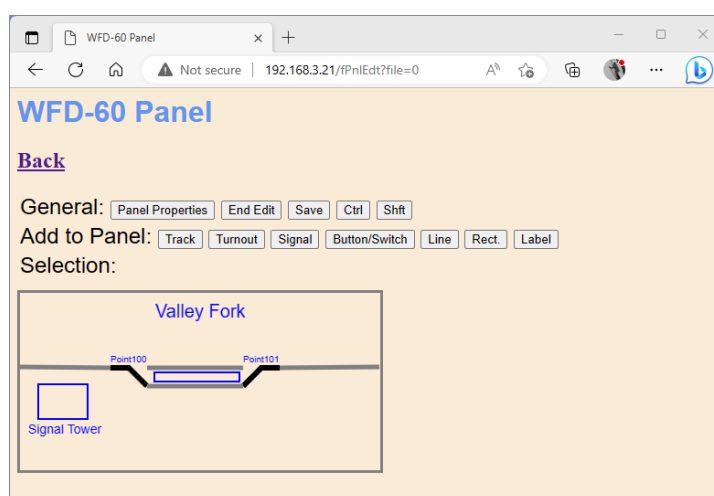 WFD-60 Panel
Not secure 192.168.3.21/fPnlEdt?file=0
WFD-60 Panel
Back
General: Panel Properties End Edit Save Ctrl Shft
Add to Panel: Track Turnout Signal Button/Switch Line Rect. Label
Selection:
Valley Fork
Point100 Point101
Signal Tower